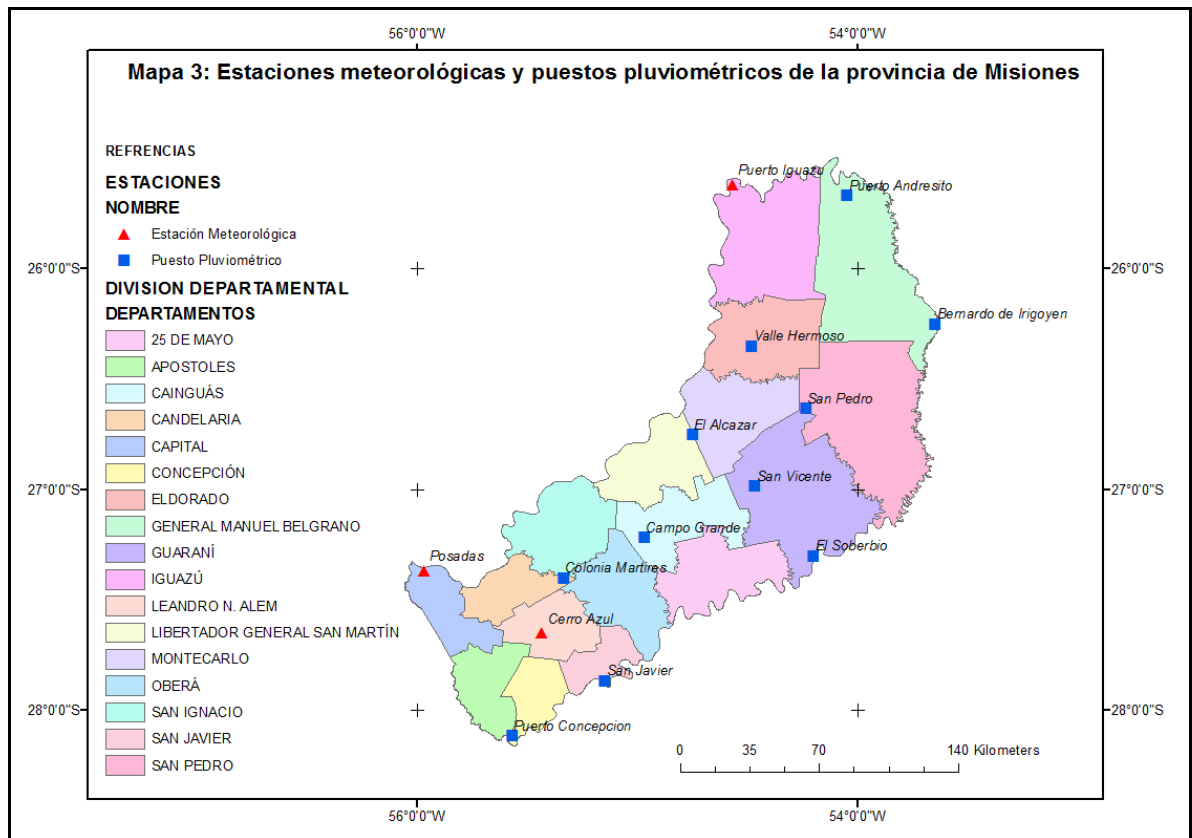 56°0'0"W 54°0'0"W
Mapa 3: Estaciones meteorológicas y puestos pluviométricos de la provincia de Misiones
REFRENCIAS
ESTACIONES
NOMBRE
Estación Meteorológica
Puesto Pluviométrico
DIVISION DEPARTAMENTAL
DEPARTAMENTOS
25 DE MAYO
APOSTOLES
CAINGUÁS
CANDELARIA
CAPITAL
CONCEPCIÓN
ELDORADO
GENERAL MANUEL BELGRANO
GUARANÍ
IGUAZÚ
LEANDRO N. ALEM
LIBERTADOR GENERAL SAN MARTÍN
MONTECARLO
OBERÁ
SAN IGNACIO
SAN JAVIER
SAN PEDRO
Puerto Iguazu
Puerto Andresito
26°0'0"S 26°0'0"S
Bernardo de Irigoyen
Valle Hermoso
San Pedro
El Alcazar
San Vicente
27°0'0"S 27°0'0"S
Campo Grande
El Soberbio
Posadas
Colonia Martires
Cerro Azul
San Javier
28°0'0"S 28°0'0"S
Puerto Concepcion
0 35 70 140 Kilometers
56°0'0"W 54°0'0"W